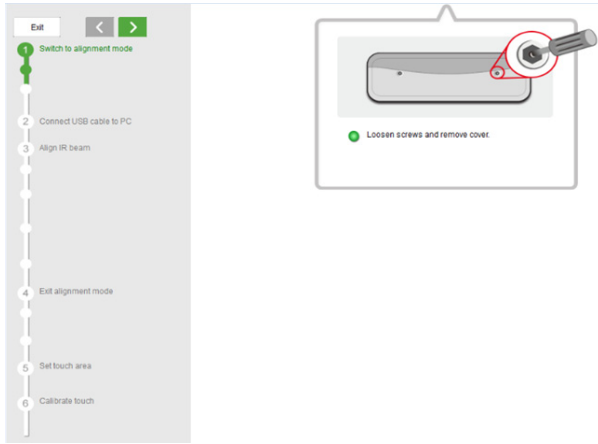 Exit
1 Switch to alignment mode
2 Connect USB cable to PC
3 Align IR beam
4 Exit alignment mode
5 Set touch area
6 Calibrate touch
Loosen screws and remove cover.